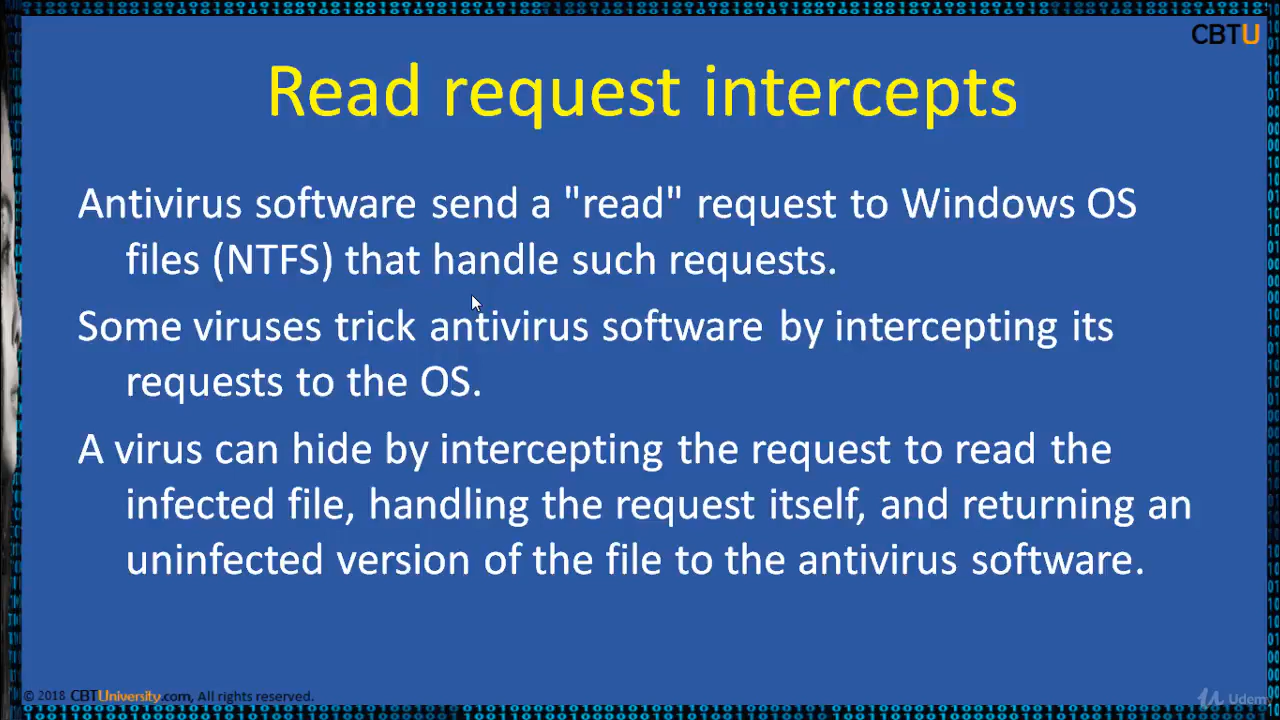 CBTU
Read request intercepts
Antivirus software send a "read" request to Windows OS
files (NTFS) that handle such requests.
Some viruses trick antivirus software by intercepting its
requests to the OS.
A virus can hide by intercepting the request to read the
infected file, handling the request itself, and returning an
uninfected version of the file to the antivirus software.
© 2018 CBTUniversity.com, All rights reserved.
Udemy